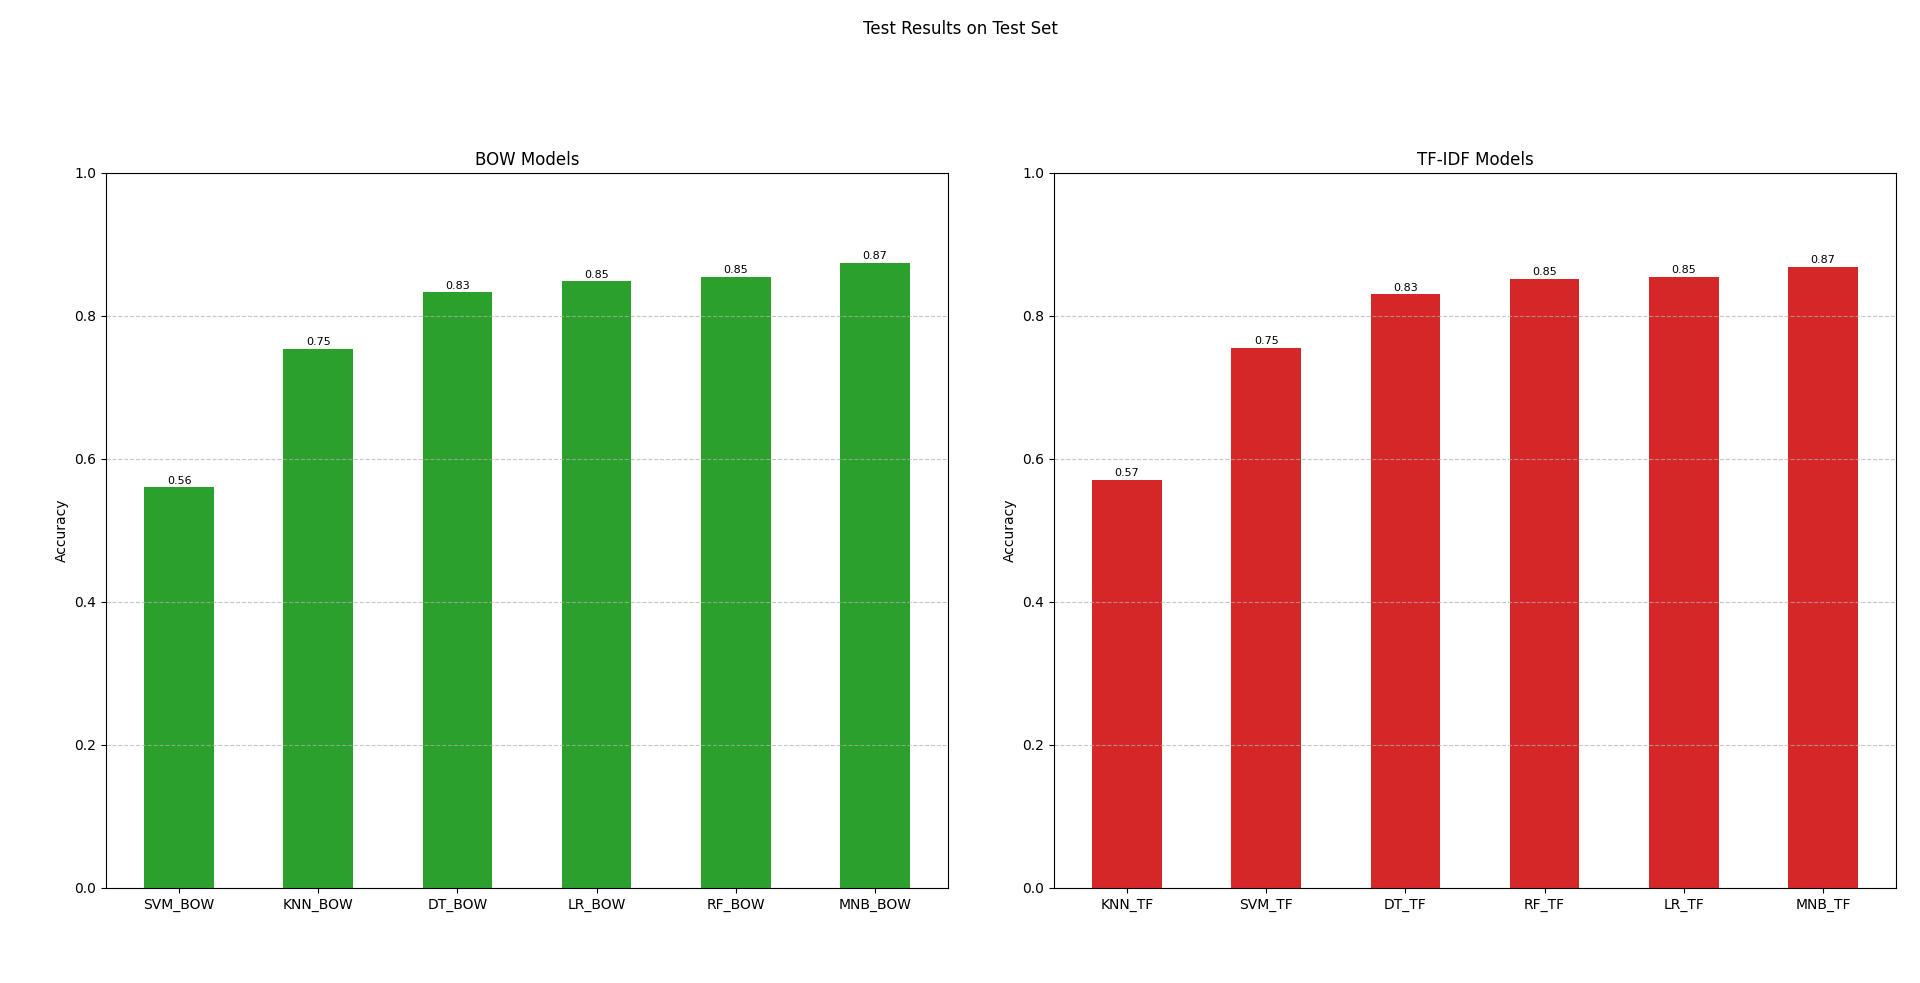 Test Results on Test Set
BOW Models
Accuracy
1.0
0.8
0.6
0.4
0.2
0.0
0.56
0.75
0.83
0.85
0.85
0.87
SVM_BOW
KNN_BOW
DT_BOW
LR_BOW
RF_BOW
MNB_BOW
TF-IDF Models
Accuracy
1.0
0.8
0.6
0.4
0.2
0.0
0.57
0.75
0.83
0.85
0.85
0.87
KNN_TF
SVM_TF
DT_TF
RF_TF
LR_TF
MNB_TF